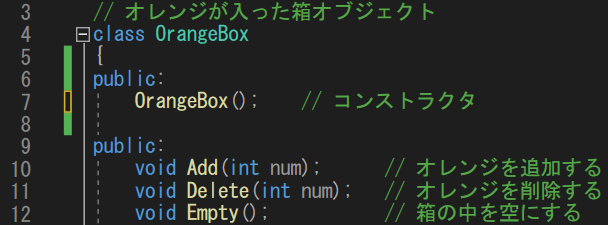 3 // オレンジが入った箱オブジェクト
4 class OrangeBox
5 {
6 public:
7 OrangeBox(); // コンストラクタ
8
9 public:
10 void Add(int num); // オレンジを追加する
11 void Delete(int num); // オレンジを削除する
12 void Empty(); // 箱の中を空にする